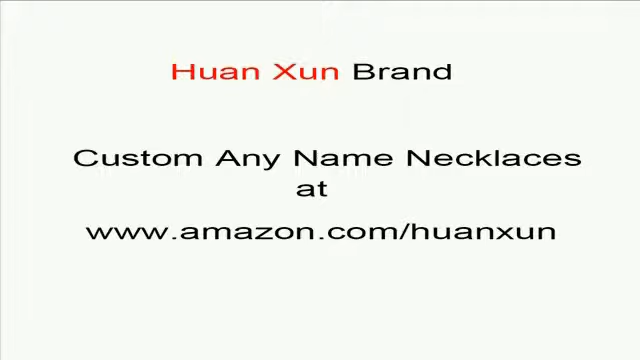 Huan Xun Brand
Custom Any Name Necklaces
at
www.amazon.com/huanxun